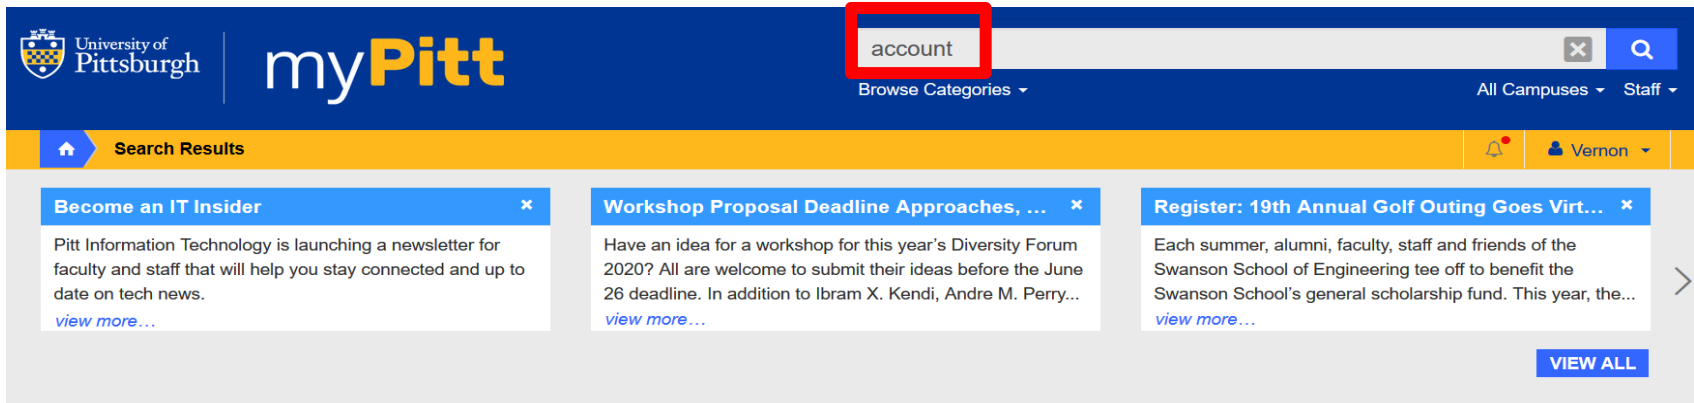 University of
Pittsburgh
myPitt
account
Browse Categories
All Campuses
Staff
Search Results
Vernon
Become an IT Insider
Pitt Information Technology is launching a newsletter for
faculty and staff that will help you stay connected and up to
date on tech news.
view more...
Workshop Proposal Deadline Approaches, ...
Have an idea for a workshop for this year’s Diversity Forum
2020? All are welcome to submit their ideas before the June
26 deadline. In addition to Ibram X. Kendi, Andre M. Perry...
view more...
Register: 19th Annual Golf Outing Goes Virt...
Each summer, alumni, faculty, staff and friends of the
Swanson School of Engineering tee off to benefit the
Swanson School’s general scholarship fund. This year, the...
view more...
VIEW ALL